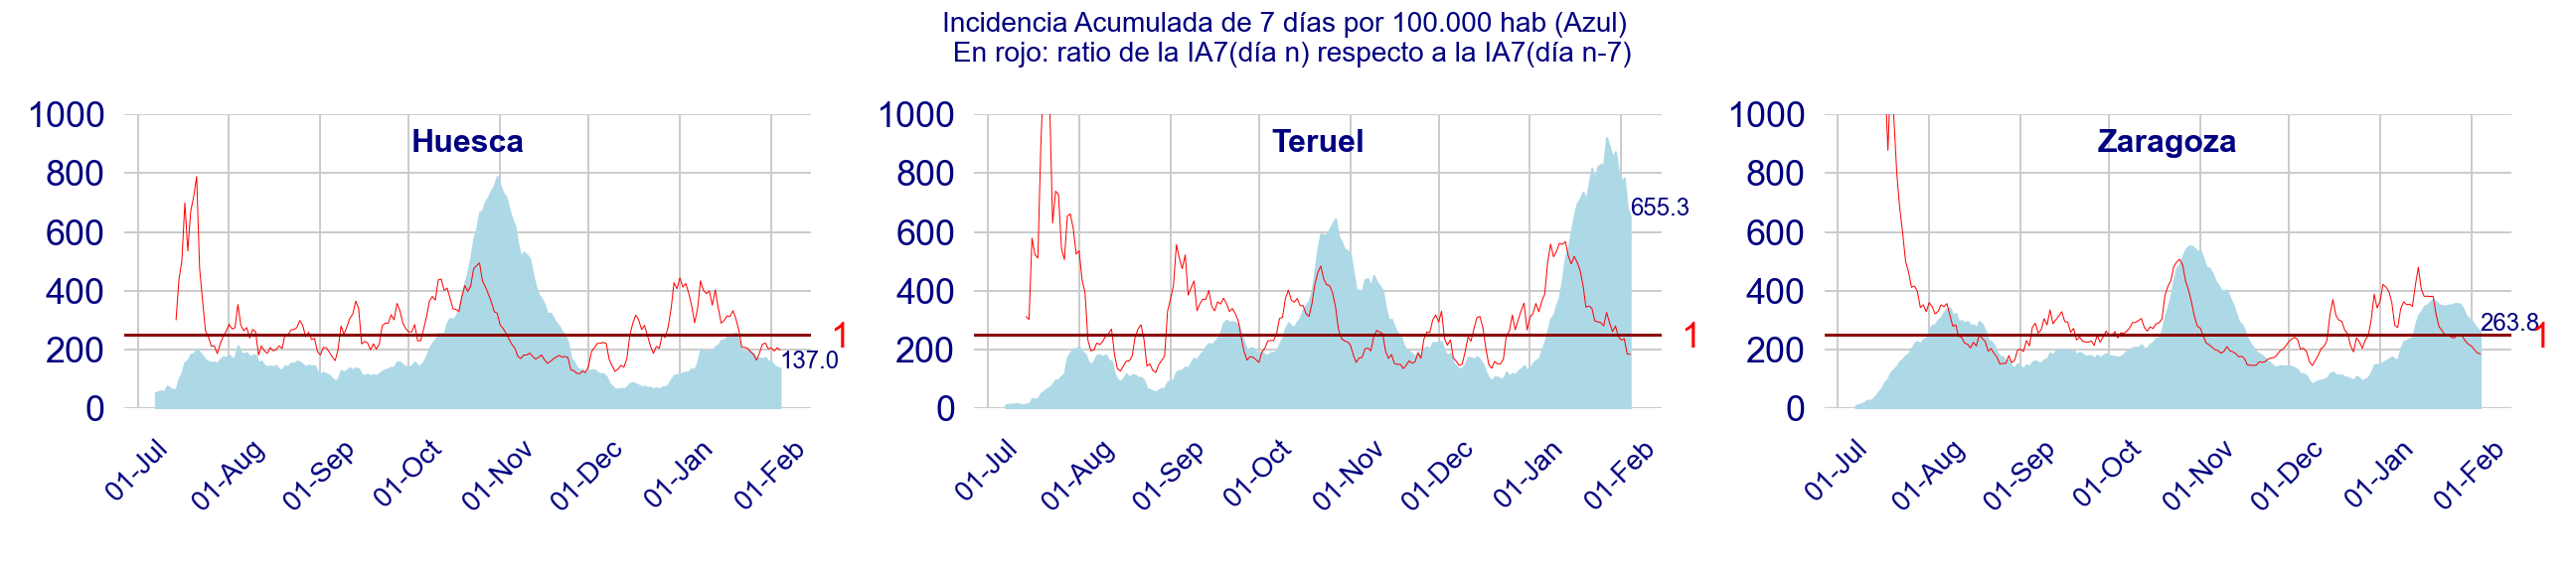 Incidencia Acumulada de 7 días por 100.000 hab (Azul)
En rojo: ratio de la IA7(día n) respecto a la IA7(día n-7)
Huesca
1000
800
600
400
200
0
137.0
1
01-Jul
01-Aug
01-Sep
01-Oct
01-Nov
01-Dec
01-Jan
01-Feb
Teruel
1000
800
600
400
200
0
655.3
1
01-Jul
01-Aug
01-Sep
01-Oct
01-Nov
01-Dec
01-Jan
01-Feb
Zaragoza
1000
800
600
400
200
0
263.8
1
01-Jul
01-Aug
01-Sep
01-Oct
01-Nov
01-Dec
01-Jan
01-Feb